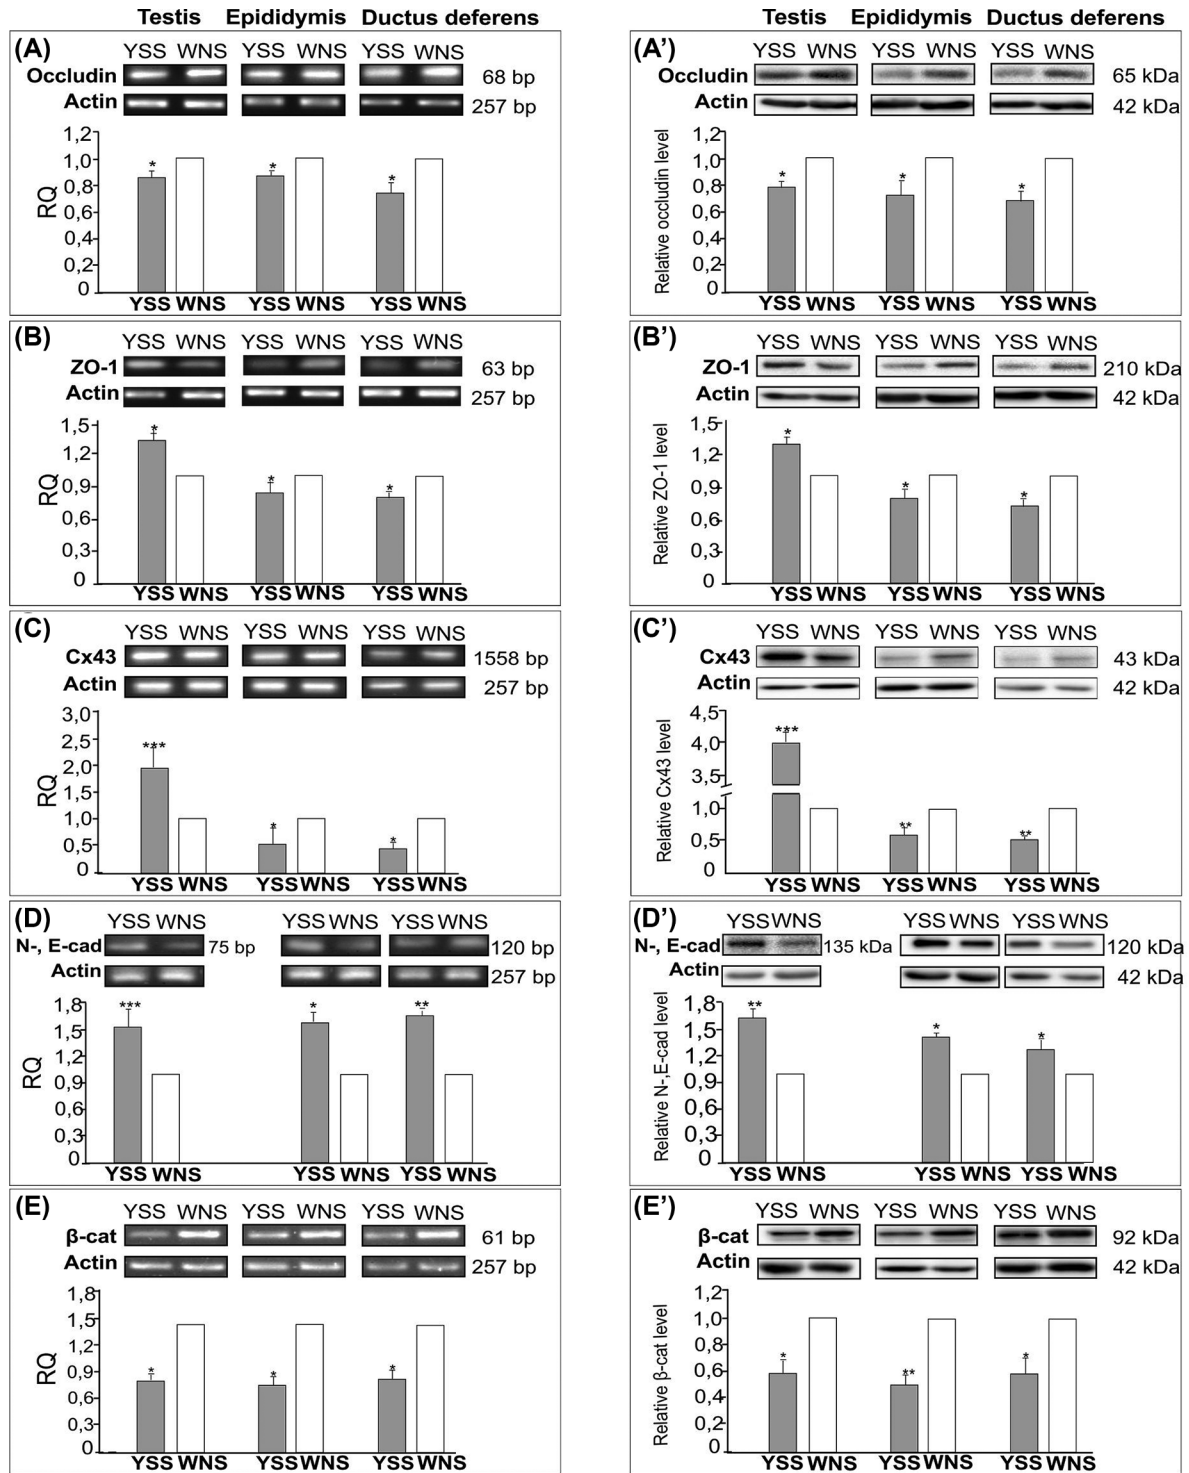 Testis Epididymis Ductus deferens
(A)
YSS WNS YSS WNS YSS WNS
Occludin 68 bp
Actin 257 bp
RQ
1,2
1,0
0,8
0,6
0,4
0,2
0
* * *
YSS WNS YSS WNS YSS WNS
Testis Epididymis Ductus deferens
(A')
YSS WNS YSS WNS YSS WNS
Occludin 65 kDa
Actin 42 kDa
Relative occludin level
1,2
1,0
0,8
0,6
0,4
0,2
0
* * *
YSS WNS YSS WNS YSS WNS
(B)
YSS WNS YSS WNS YSS WNS
ZO-1 63 bp
Actin 257 bp
RQ
1,5
1,2
0,9
0,6
0,3
0
* * *
YSS WNS YSS WNS YSS WNS
(B')
YSS WNS YSS WNS YSS WNS
ZO-1 210 kDa
Actin 42 kDa
Relative ZO-1 level
1,5
1,2
0,9
0,6
0,3
0
* * *
YSS WNS YSS WNS YSS WNS
(C)
YSS WNS YSS WNS YSS WNS
Cx43 1558 bp
Actin 257 bp
RQ
3,0
2,5
2,0
1,5
1,0
0,5
0
*** * *
YSS WNS YSS WNS YSS WNS
(C')
YSS WNS YSS WNS YSS WNS
Cx43 43 kDa
Actin 42 kDa
Relative Cx43 level
4,5
4,0
3,5
1,0
0,5
0
*** ** **
YSS WNS YSS WNS YSS WNS
(D)
YSS WNS YSS WNS YSS WNS
N-, E-cad 75 bp 120 bp
Actin 257 bp
RQ
1,8
1,5
1,2
0,9
0,6
0,3
0
*** * **
YSS WNS YSS WNS YSS WNS
(D')
YSS WNS YSS WNS YSS WNS
N-, E-cad 135 kDa 120 kDa
Actin 42 kDa
Relative N-,E-cad level
1,8
1,5
1,2
0,9
0,6
0,3
0
** * *
YSS WNS YSS WNS YSS WNS
(E)
YSS WNS YSS WNS YSS WNS
β-cat 61 bp
Actin 257 bp
RQ
1,8
1,5
1,2
0,9
0,6
0,3
0
* * *
YSS WNS YSS WNS YSS WNS
(E')
YSS WNS YSS WNS YSS WNS
β-cat 92 kDa
Actin 42 kDa
Relative β-cat level
1,2
1,0
0,8
0,6
0,4
0,2
0
* ** *
YSS WNS YSS WNS YSS WNS